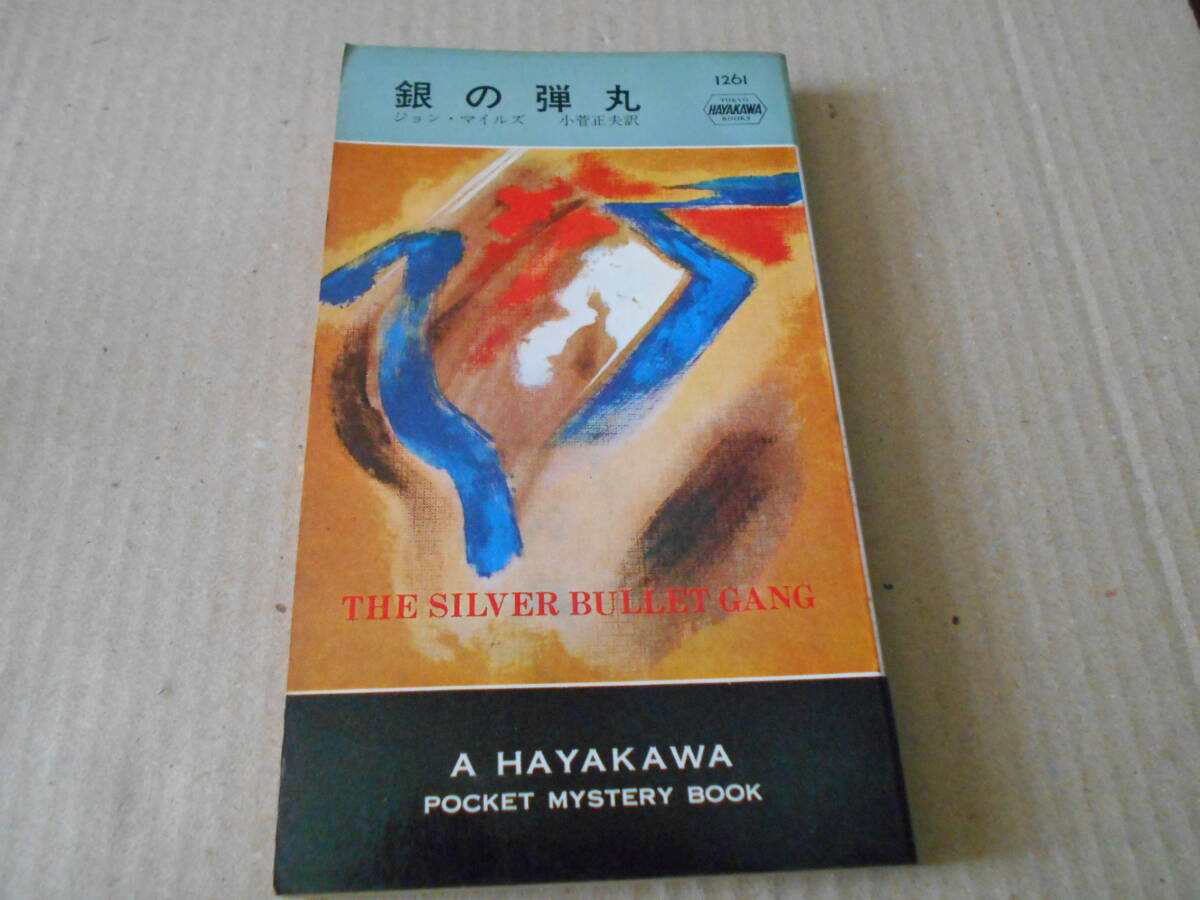 銀の弾丸
1261
ジョン・マイルズ 小菅正夫訳
TOKYO
HAYAKAWA
BOOKS
THE SILVER BULLET GANG
A HAYAKAWA
POCKET MYSTERY BOOK